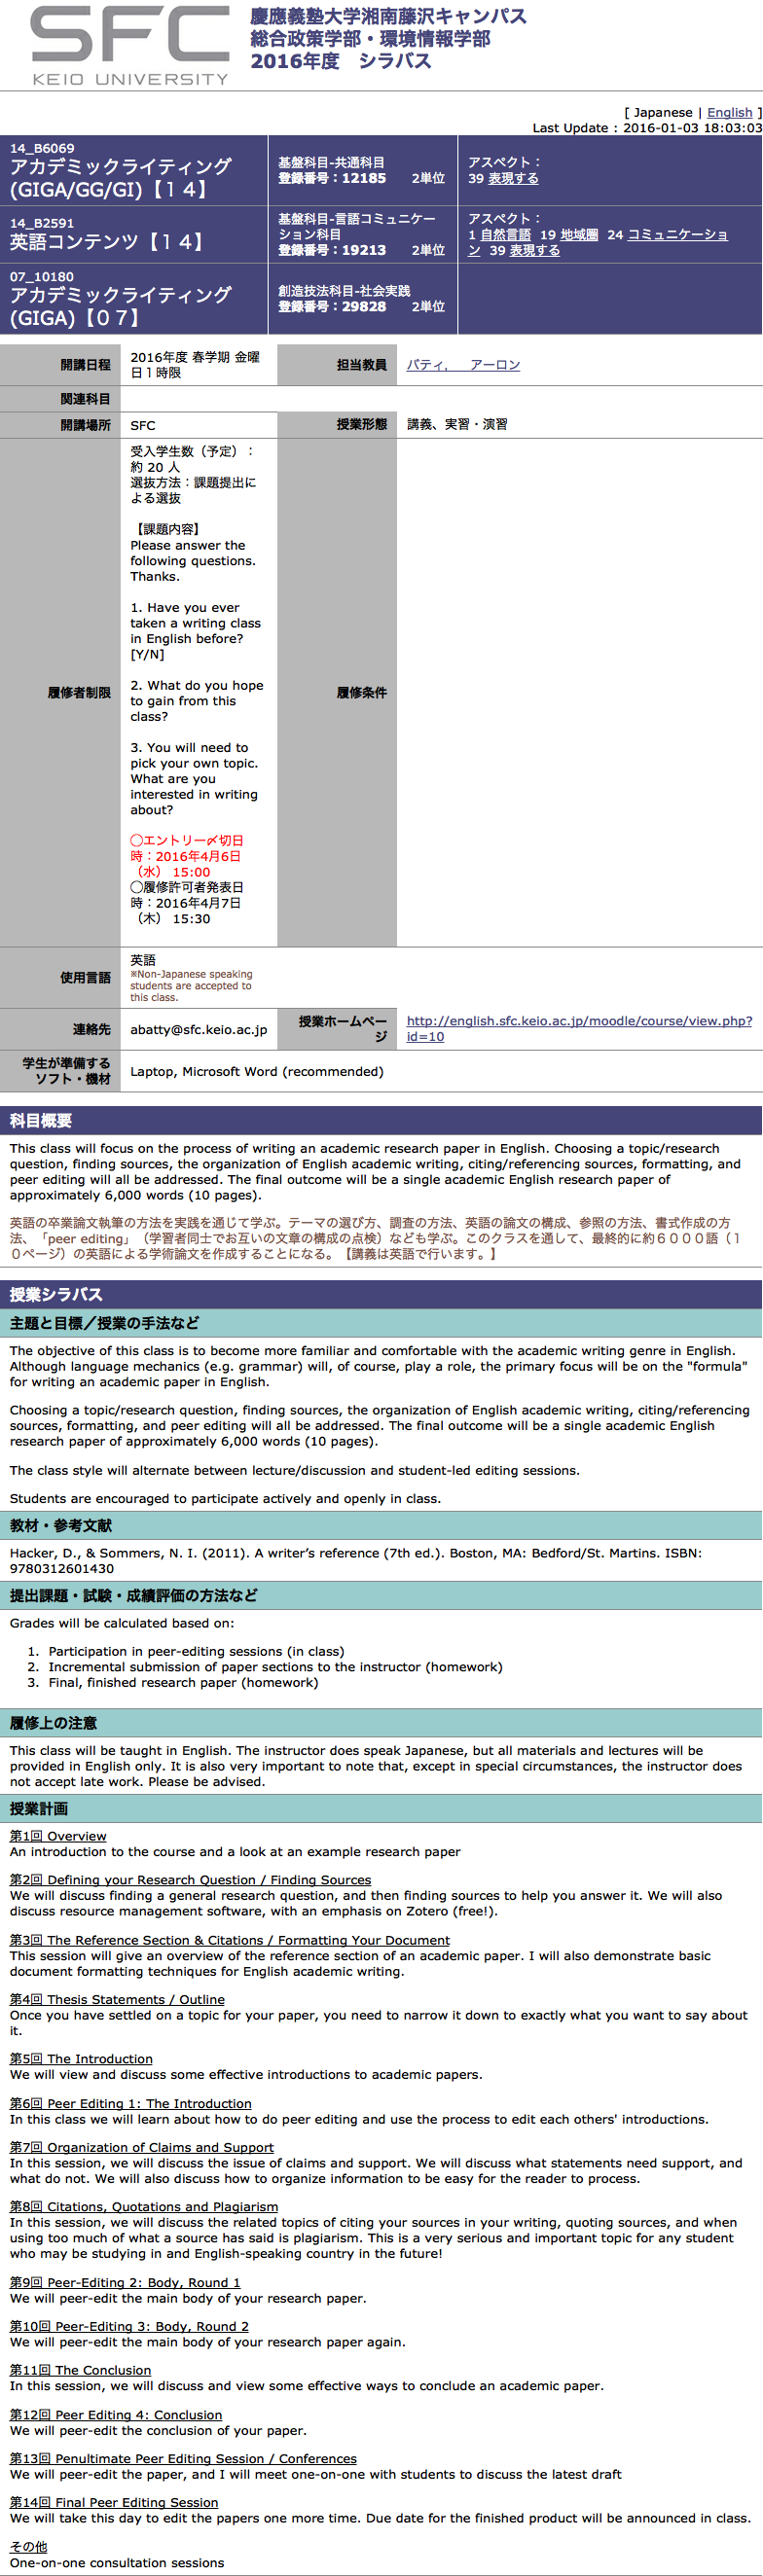 SFC
KEIO UNIVERSITY
慶應義塾大学湘南藤沢キャンパス
総合政策学部・環境情報学部
2016年度　シラバス
[ Japanese | English ]
Last Update : 2016-01-03 18:03:03
14_B6069
アカデミックライティング
(GIGA/GG/GI)【１４】
基盤科目-共通科目
登録番号：12185　　2単位
アスペクト：
39 表現する
14_B2591
英語コンテンツ【１４】
基盤科目-言語コミュニケー
ション科目
登録番号：19213　　2単位
アスペクト：
1 自然言語 19 地域圏 24 コミュニケーショ
ン 39 表現する
07_10180
アカデミックライティング
(GIGA)【０７】
創造技法科目-社会実践
登録番号：29828　　2単位
開講日程
2016年度 春学期 金曜
日１時限
担当教員
バティ,　アーロン
関連科目
開講場所
SFC
授業形態
講義、実習・演習
履修者制限
受入学生数（予定）：
約 20 人
選抜方法：課題提出に
よる選抜
【課題内容】
Please answer the
following questions.
Thanks.
1. Have you ever
taken a writing class
in English before?
[Y/N]
2. What do you hope
to gain from this
class?
3. You will need to
pick your own topic.
What are you
interested in writing
about?
◯エントリー〆切日
時：2016年4月6日
（水） 15:00
◯履修許可者発表日
時：2016年4月7日
（木） 15:30
履修条件
使用言語
英語
※Non-Japanese speaking
students are accepted to
this class.
連絡先
abatty@sfc.keio.ac.jp
授業ホームペー
ジ
http://english.sfc.keio.ac.jp/moodle/course/view.php?
id=10
学生が準備する
ソフト・機材
Laptop, Microsoft Word (recommended)
科目概要
This class will focus on the process of writing an academic research paper in English. Choosing a topic/research
question, finding sources, the organization of English academic writing, citing/referencing sources, formatting, and
peer editing will all be addressed. The final outcome will be a single academic English research paper of
approximately 6,000 words (10 pages).
英語の卒業論文執筆の方法を実践を通じて学ぶ。テーマの選び方、調査の方法、英語の論文の構成、参照の方法、書式作成の方
法、「peer editing」（学習者同士でお互いの文章の構成の点検）なども学ぶ。このクラスを通して、最終的に約６０００語（１
０ページ）の英語による学術論文を作成することになる。【講義は英語で行います。】
授業シラバス
主題と目標／授業の手法など
The objective of this class is to become more familiar and comfortable with the academic writing genre in English.
Although language mechanics (e.g. grammar) will, of course, play a role, the primary focus will be on the "formula"
for writing an academic paper in English.
Choosing a topic/research question, finding sources, the organization of English academic writing, citing/referencing
sources, formatting, and peer editing will all be addressed. The final outcome will be a single academic English
research paper of approximately 6,000 words (10 pages).
The class style will alternate between lecture/discussion and student-led editing sessions.
Students are encouraged to participate actively and openly in class.
教材・参考文献
Hacker, D., & Sommers, N. I. (2011). A writer’s reference (7th ed.). Boston, MA: Bedford/St. Martins. ISBN:
9780312601430
提出課題・試験・成績評価の方法など
Grades will be calculated based on:
1. Participation in peer-editing sessions (in class)
2. Incremental submission of paper sections to the instructor (homework)
3. Final, finished research paper (homework)
履修上の注意
This class will be taught in English. The instructor does speak Japanese, but all materials and lectures will be
provided in English only. It is also very important to note that, except in special circumstances, the instructor does
not accept late work. Please be advised.
授業計画
第1回 Overview
An introduction to the course and a look at an example research paper
第2回 Defining your Research Question / Finding Sources
We will discuss finding a general research question, and then finding sources to help you answer it. We will also
discuss resource management software, with an emphasis on Zotero (free!).
第3回 The Reference Section & Citations / Formatting Your Document
This session will give an overview of the reference section of an academic paper. I will also demonstrate basic
document formatting techniques for English academic writing.
第4回 Thesis Statements / Outline
Once you have settled on a topic for your paper, you need to narrow it down to exactly what you want to say about
it.
第5回 The Introduction
We will view and discuss some effective introductions to academic papers.
第6回 Peer Editing 1: The Introduction
In this class we will learn about how to do peer editing and use the process to edit each others' introductions.
第7回 Organization of Claims and Support
In this session, we will discuss the issue of claims and support. We will discuss what statements need support, and
what do not. We will also discuss how to organize information to be easy for the reader to process.
第8回 Citations, Quotations and Plagiarism
In this session, we will discuss the related topics of citing your sources in your writing, quoting sources, and when
using too much of what a source has said is plagiarism. This is a very serious and important topic for any student
who may be studying in and English-speaking country in the future!
第9回 Peer-Editing 2: Body, Round 1
We will peer-edit the main body of your research paper.
第10回 Peer-Editing 3: Body, Round 2
We will peer-edit the main body of your research paper again.
第11回 The Conclusion
In this session, we will discuss and view some effective ways to conclude an academic paper.
第12回 Peer Editing 4: Conclusion
We will peer-edit the conclusion of your paper.
第13回 Penultimate Peer Editing Session / Conferences
We will peer-edit the paper, and I will meet one-on-one with students to discuss the latest draft
第14回 Final Peer Editing Session
We will take this day to edit the papers one more time. Due date for the finished product will be announced in class.
その他
One-on-one consultation sessions